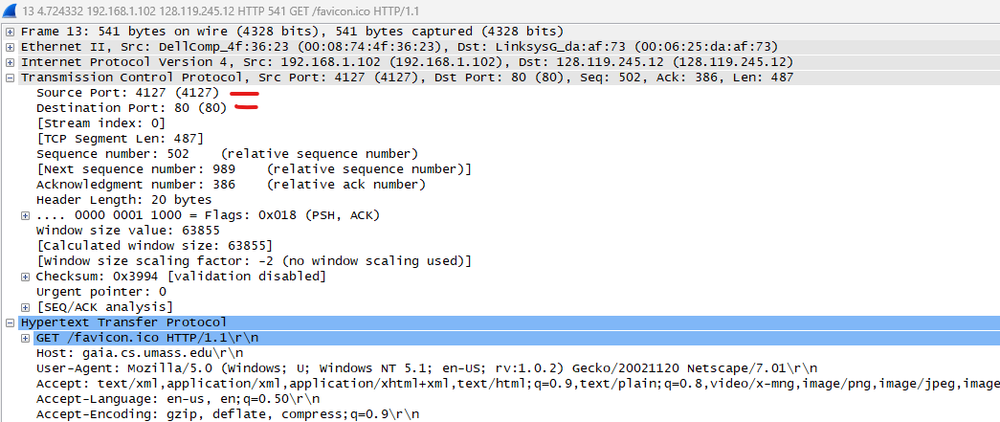 13 4.724332 192.168.1.102 128.119.245.12 HTTP 541 GET /favicon.ico HTTP/1.1
Frame 13: 541 bytes on wire (4328 bits), 541 bytes captured (4328 bits)
Ethernet II, Src: DellComp_4f:36:23 (00:08:74:4f:36:23), Dst: LinksysG_da:af:73 (00:06:25:da:af:73)
Internet Protocol Version 4, Src: 192.168.1.102 (192.168.1.102), Dst: 128.119.245.12 (128.119.245.12)
Transmission Control Protocol, Src Port: 4127 (4127), Dst Port: 80 (80), Seq: 502, Ack: 386, Len: 487
Source Port: 4127 (4127)
Destination Port: 80 (80)
[Stream index: 0]
[TCP Segment Len: 487]
Sequence number: 502    (relative sequence number)
[Next sequence number: 989    (relative sequence number)]
Acknowledgment number: 386    (relative ack number)
Header Length: 20 bytes
.... 0000 0001 1000 = Flags: 0x018 (PSH, ACK)
Window size value: 63855
[Calculated window size: 63855]
[Window size scaling factor: -2 (no window scaling used)]
Checksum: 0x3994 [validation disabled]
Urgent pointer: 0
[SEQ/ACK analysis]
Hypertext Transfer Protocol
GET /favicon.ico HTTP/1.1\r\n
Host: gaia.cs.umass.edu\r\n
User-Agent: Mozilla/5.0 (Windows; U; Windows NT 5.1; en-US; rv:1.0.2) Gecko/20021120 Netscape/7.01\r\n
Accept: text/xml,application/xml,application/xhtml+xml,text/html;q=0.9,text/plain;q=0.8,video/x-mng,image/png,image/jpeg,image
Accept-Language: en-us, en;q=0.50\r\n
Accept-Encoding: gzip, deflate, compress;q=0.9\r\n